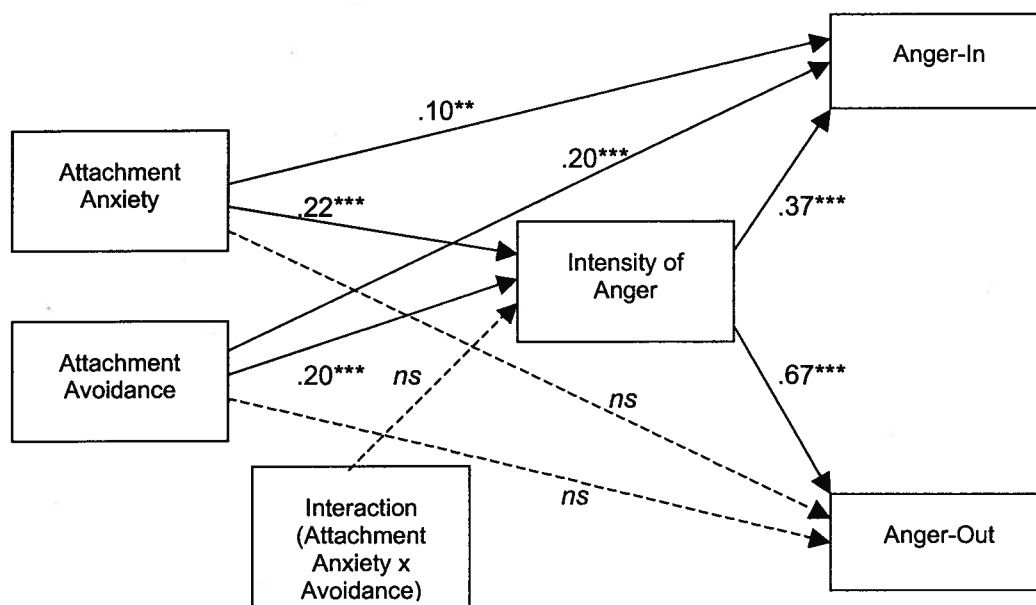 Anger-In
.10**
Attachment
Anxiety
.20***
.22***
.37***
Intensity of
Anger
Attachment
Avoidance
.20***
ns
ns
.67***
ns
Interaction
(Attachment
Anxiety x
Avoidance)
Anger-Out